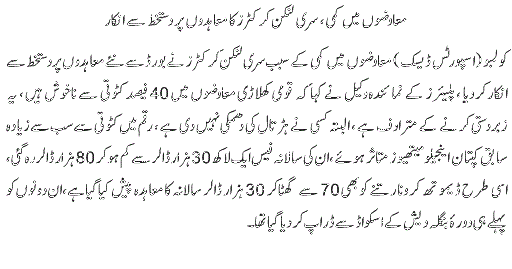 معاوضوں میں کمی، سری لنکن کرکٹرز کا معاہدوں پر دستخط سے انکار
کولمبو(اسپورٹس ڈیسک)معاوضوں میں کمی کے سبب سری لنکن کرکٹرز نے بورڈ سے نئے معاہدوں پر دستخط سے
انکار کردیا، پلیئرز کے نمائندہ وکیل نے کہا کہ قومی کھلاڑی معاوضوں میں 40 فیصد کٹوتی سے ناخوش ہیں، یہ
زبردستی کرنے کے مترادف ہے، البتہ کسی نے ہڑتال کی دھمکی نہیں دی ہے، رقم میں کٹوتی سے سب سے زیادہ
سابق کپتان اینجیلو میتھیوز متاثر ہوئے، ان کی سالانہ فیس ایک لاکھ 30 ہزار ڈالر سے کم ہوکر 80 ہزار ڈالر رہ گئی،
اسی طرح ڈیموتھ کرونارتنے کو بھی 70 سے گھٹا کر 30 ہزار ڈالر سالانہ کا معاہدہ پیش کیا گیا ہے، ان دونوں کو
پہلے ہی دورۂ بنگلہ دیش کے اسکواڈ سے ڈراپ کردیا گیا تھا۔